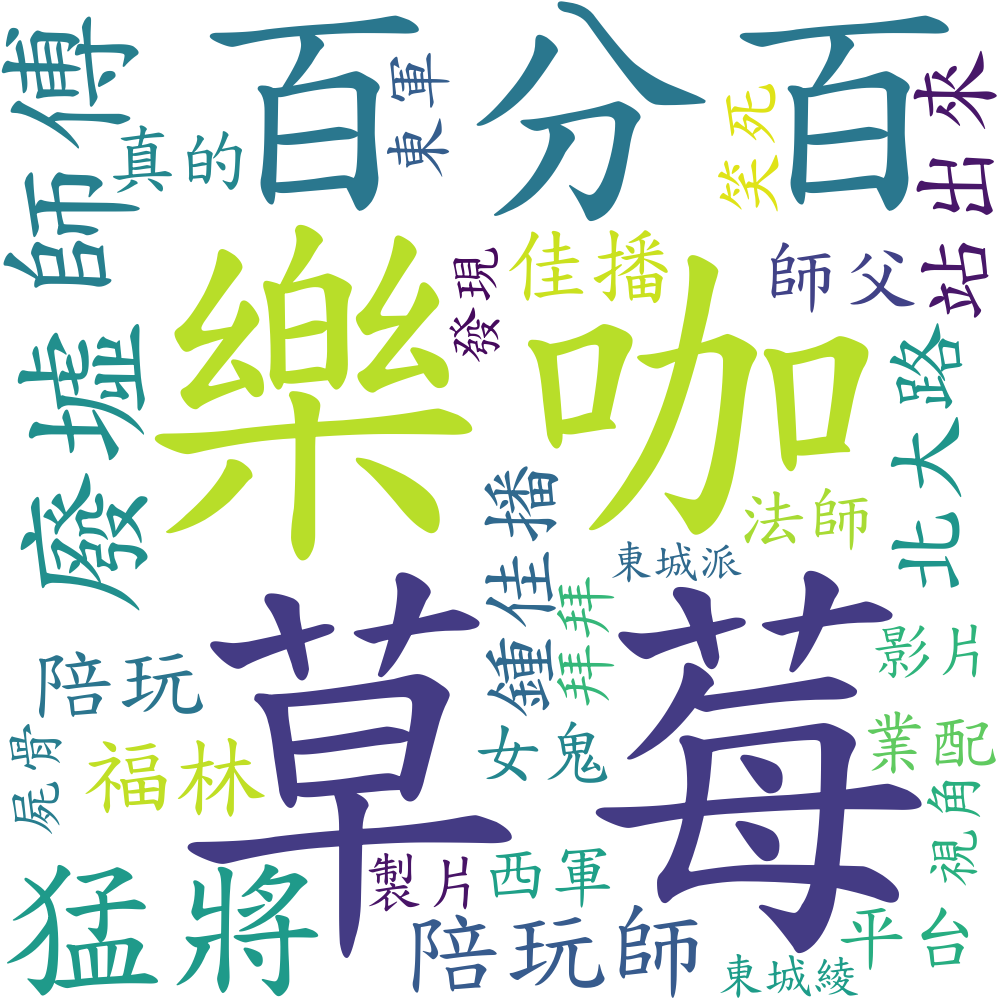 百分百
師傅
真的
東軍
笑死
站出來
樂咖
佳播
師父
發現
廢墟
北大路
法師
鍾佳播
東城派
拜拜
草莓
陪玩
影片
女鬼
業配
屍骨
福林
視角
猛將
製片
西軍
陪玩師
平台
東城綾